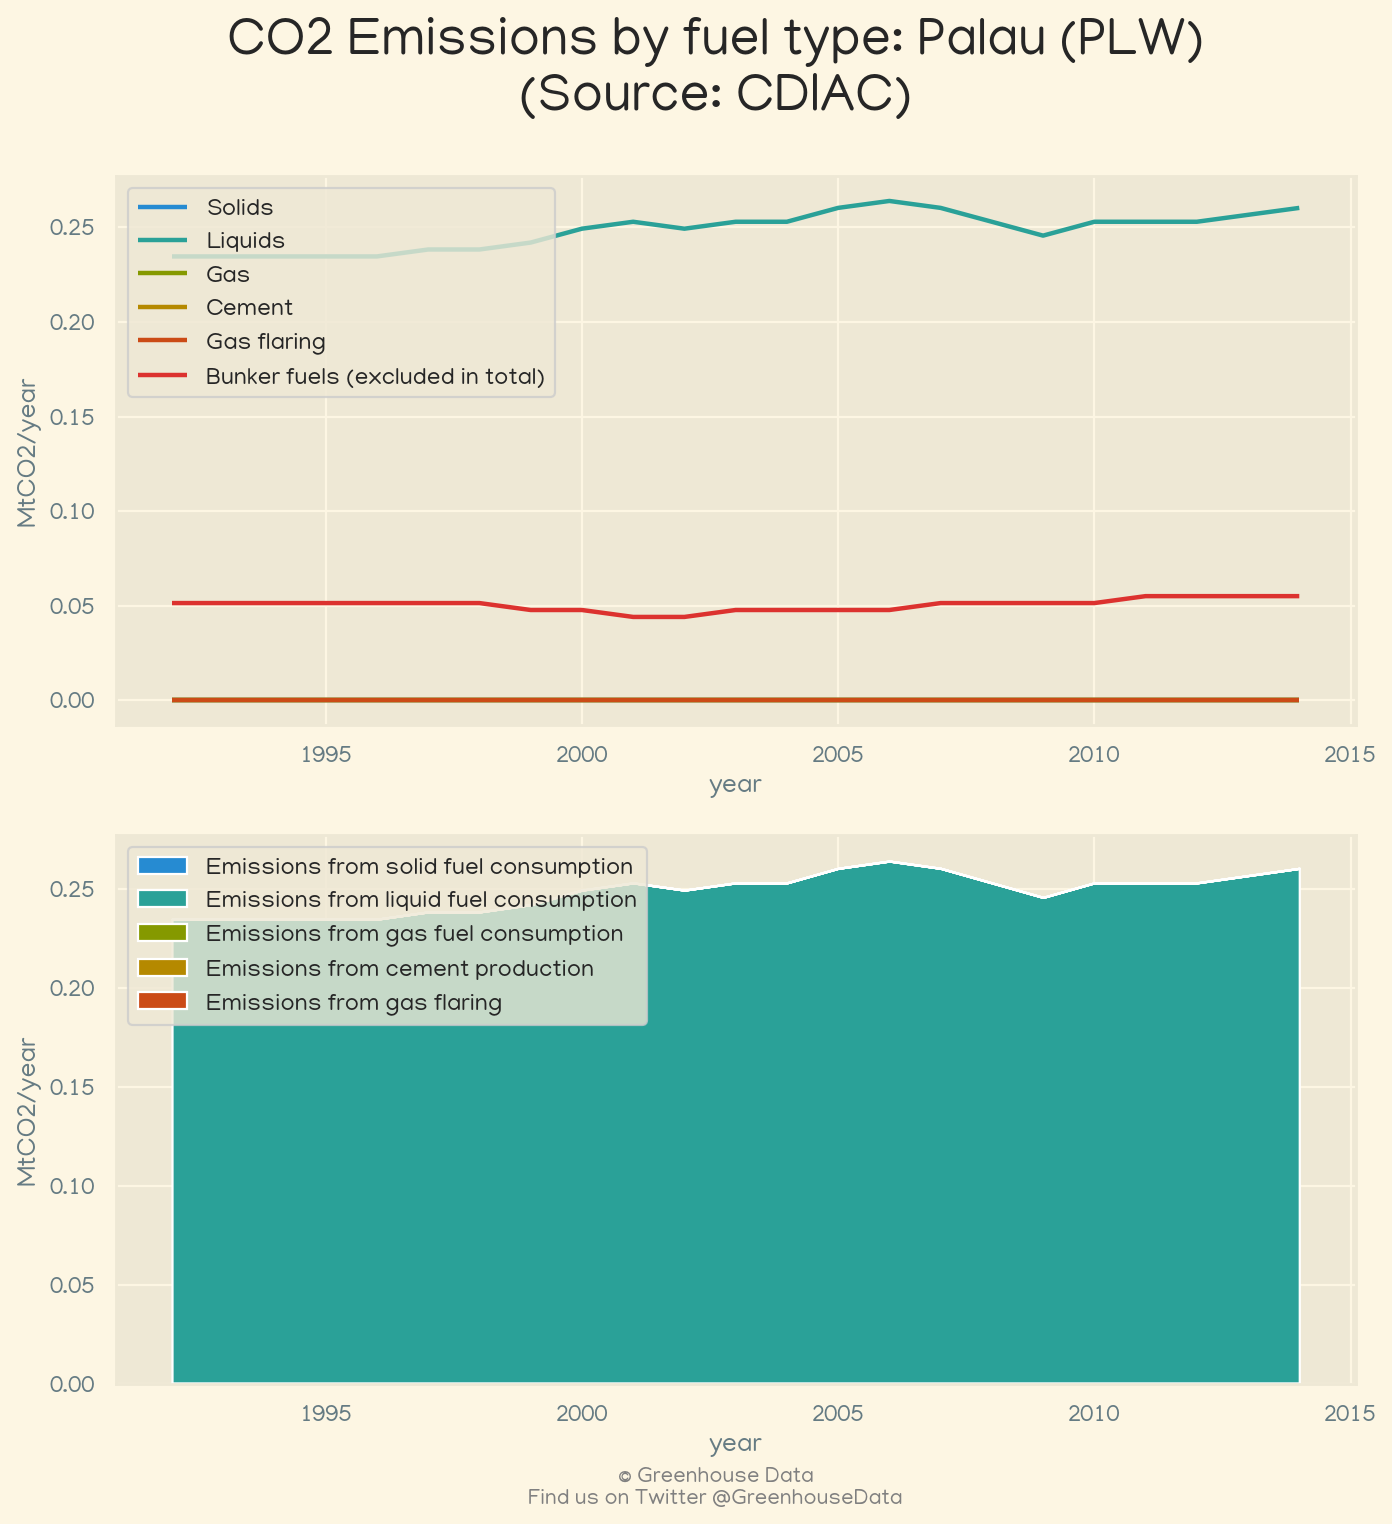 CO2 Emissions by fuel type: Palau (PLW)
(Source: CDIAC)
Solids
Liquids
Gas
Cement
Gas flaring
Bunker fuels (excluded in total)
MtCO2/year
0.25
0.20
0.15
0.10
0.05
0.00
1995 2000 2005 2010 2015
year
Emissions from solid fuel consumption
Emissions from liquid fuel consumption
Emissions from gas fuel consumption
Emissions from cement production
Emissions from gas flaring
MtCO2/year
0.25
0.20
0.15
0.10
0.05
0.00
1995 2000 2005 2010 2015
year
© Greenhouse Data
Find us on Twitter @GreenhouseData